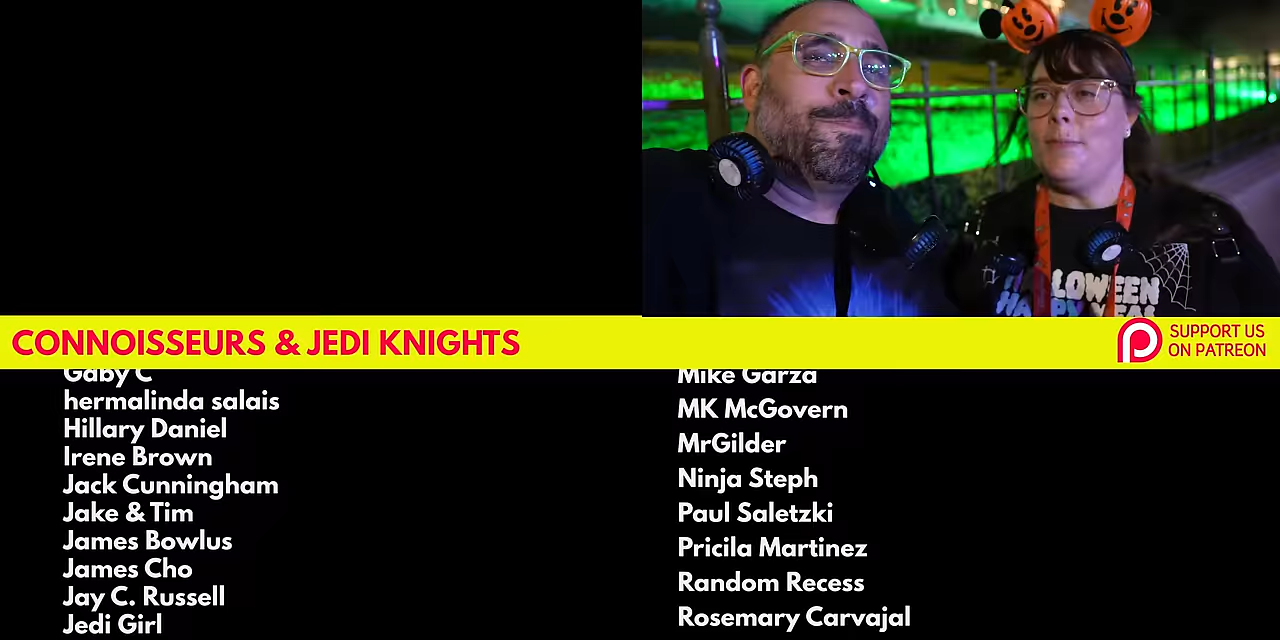 LOWEEN
CONNOISSEURS & JEDI KNIGHTS
SUPPORT US
ON PATREON
Gaby C
hermalinda salais
Hillary Daniel
Irene Brown
Jack Cunningham
Jake & Tim
James Bowlus
James Cho
Jay C. Russell
Jedi Girl
Mike Garza
MK McGovern
MrGilder
Ninja Steph
Paul Saletzki
Pricila Martinez
Random Recess
Rosemary Carvajal